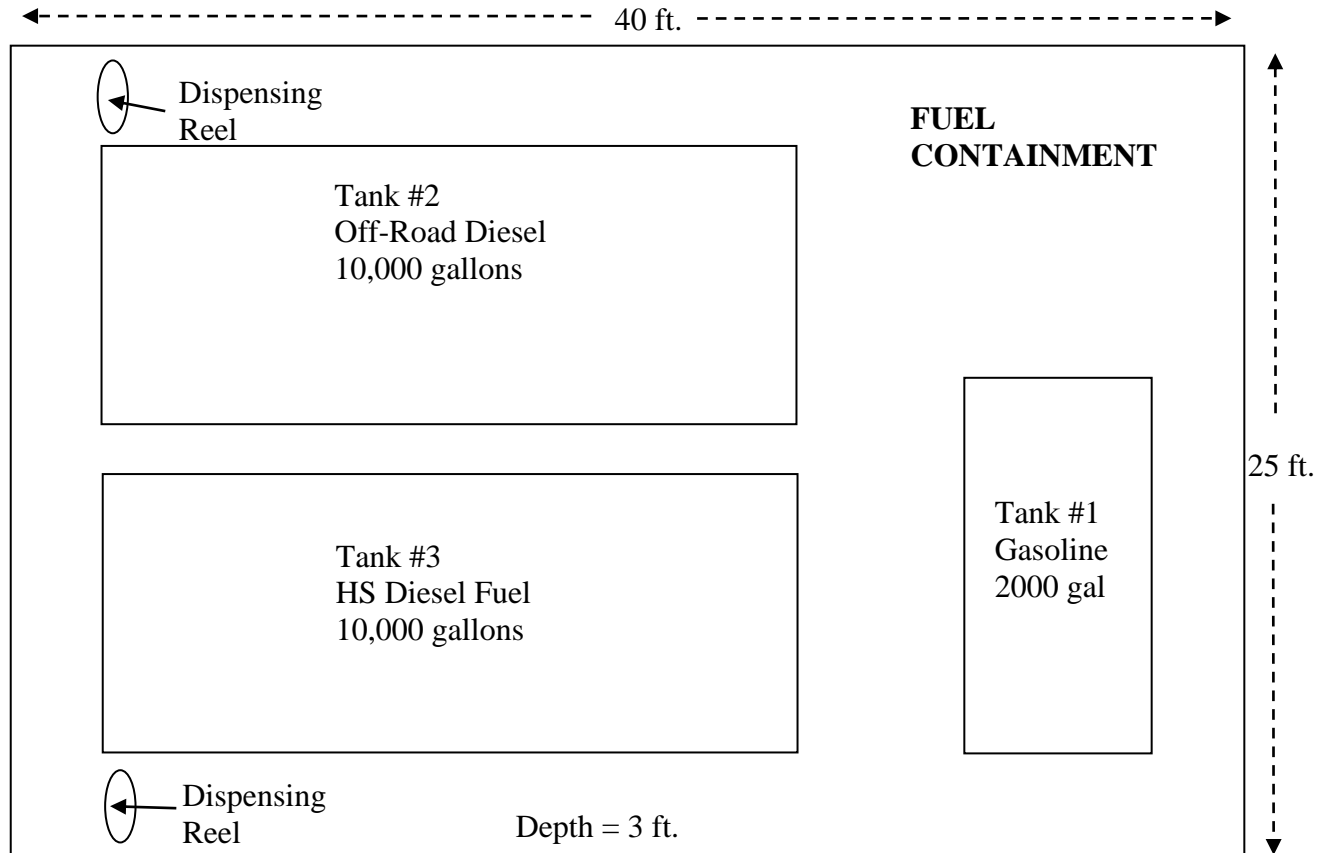 40 ft.
Dispensing
Reel
FUEL
CONTAINMENT
Tank #2
Off-Road Diesel
10,000 gallons
25 ft.
Tank #1
Gasoline
2000 gal
Tank #3
HS Diesel Fuel
10,000 gallons
Dispensing
Reel
Depth = 3 ft.